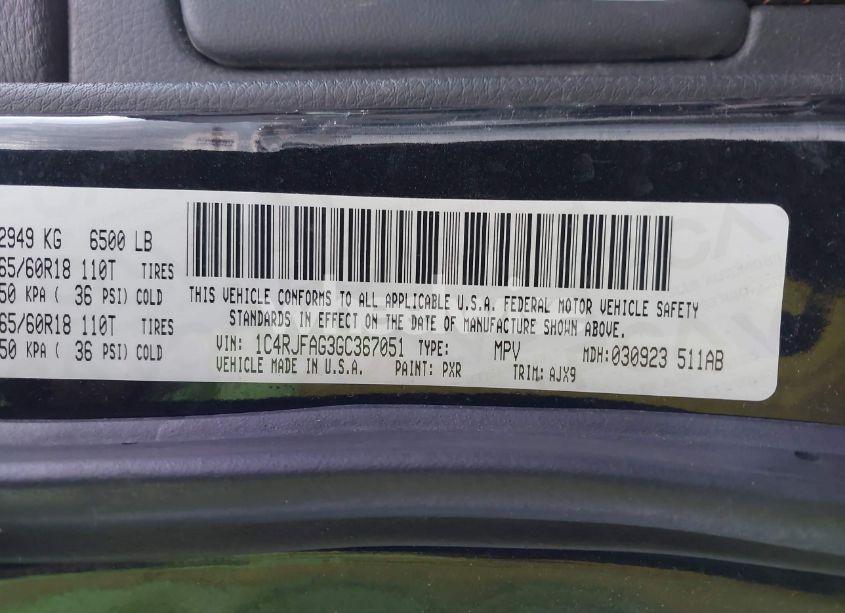 2949 KG 6500 LB
65/60R18 110T TIRES
50 KPA ( 36 PSI) COLD
65/60R18 110T TIRES
50 KPA ( 36 PSI) COLD
THIS VEHICLE CONFORMS TO ALL APPLICABLE U.S.A. FEDERAL MOTOR VEHICLE SAFETY
STANDARDS IN EFFECT ON THE DATE OF MANUFACTURE SHOWN ABOVE.
VIN: 1C4RJFAG3GC367051 TYPE: MPV MDH:030923 511AB
VEHICLE MADE IN U.S.A. PAINT: PXR TRIM: AJX9